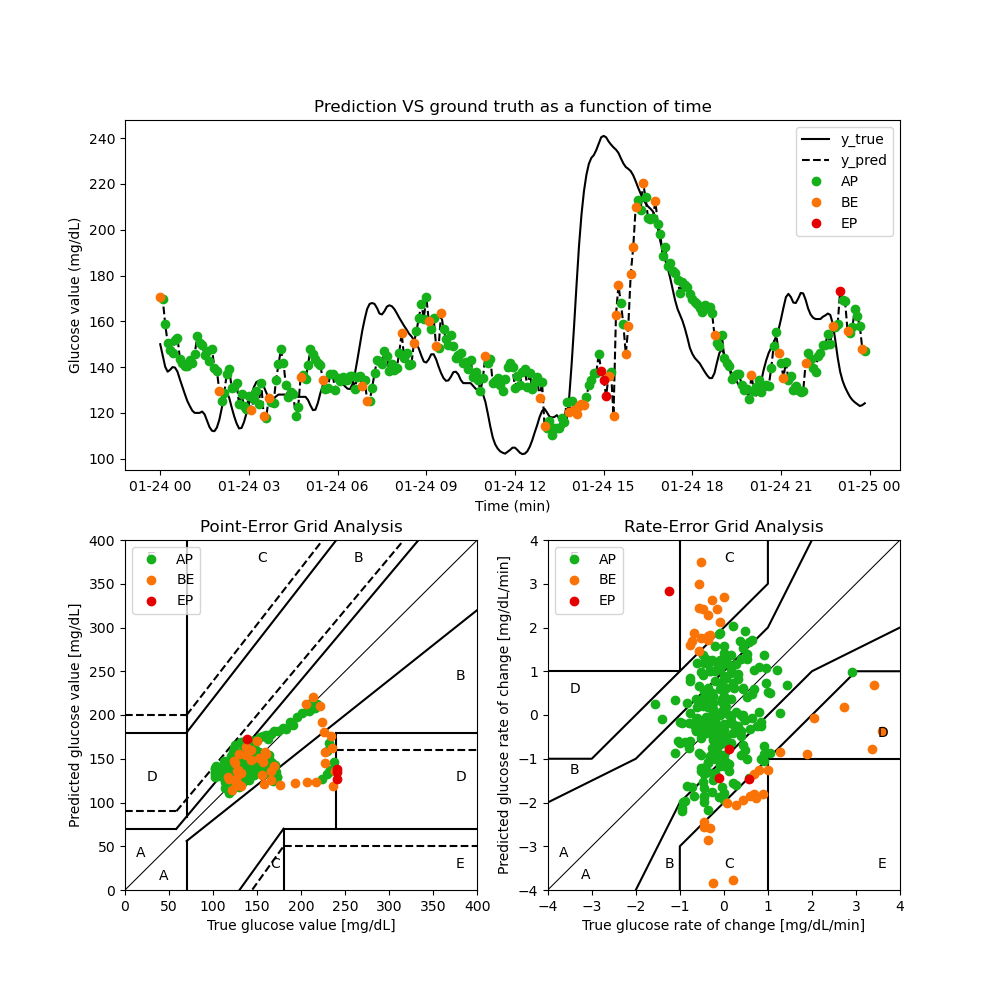 Prediction VS ground truth as a function of time
Glucose value (mg/dL)
240
220
200
180
160
140
120
100
y_true
y_pred
AP
BE
EP
01-24 00 01-24 03 01-24 06 01-24 09 01-24 12 01-24 15 01-24 18 01-24 21 01-25 00
Time (min)
Point-Error Grid Analysis
Predicted glucose value [mg/dL]
400
350
300
250
200
150
100
50
0
AP
BE
EP
C
B
B
D
D
A
A
C
E
0 50 100 150 200 250 300 350 400
True glucose value [mg/dL]
Rate-Error Grid Analysis
Predicted glucose rate of change [mg/dL/min]
4
3
2
1
0
−1
−2
−3
−4
AP
BE
EP
C
D
D
B
A
A
B
C
E
−4 −3 −2 −1 0 1 2 3 4
True glucose rate of change [mg/dL/min]